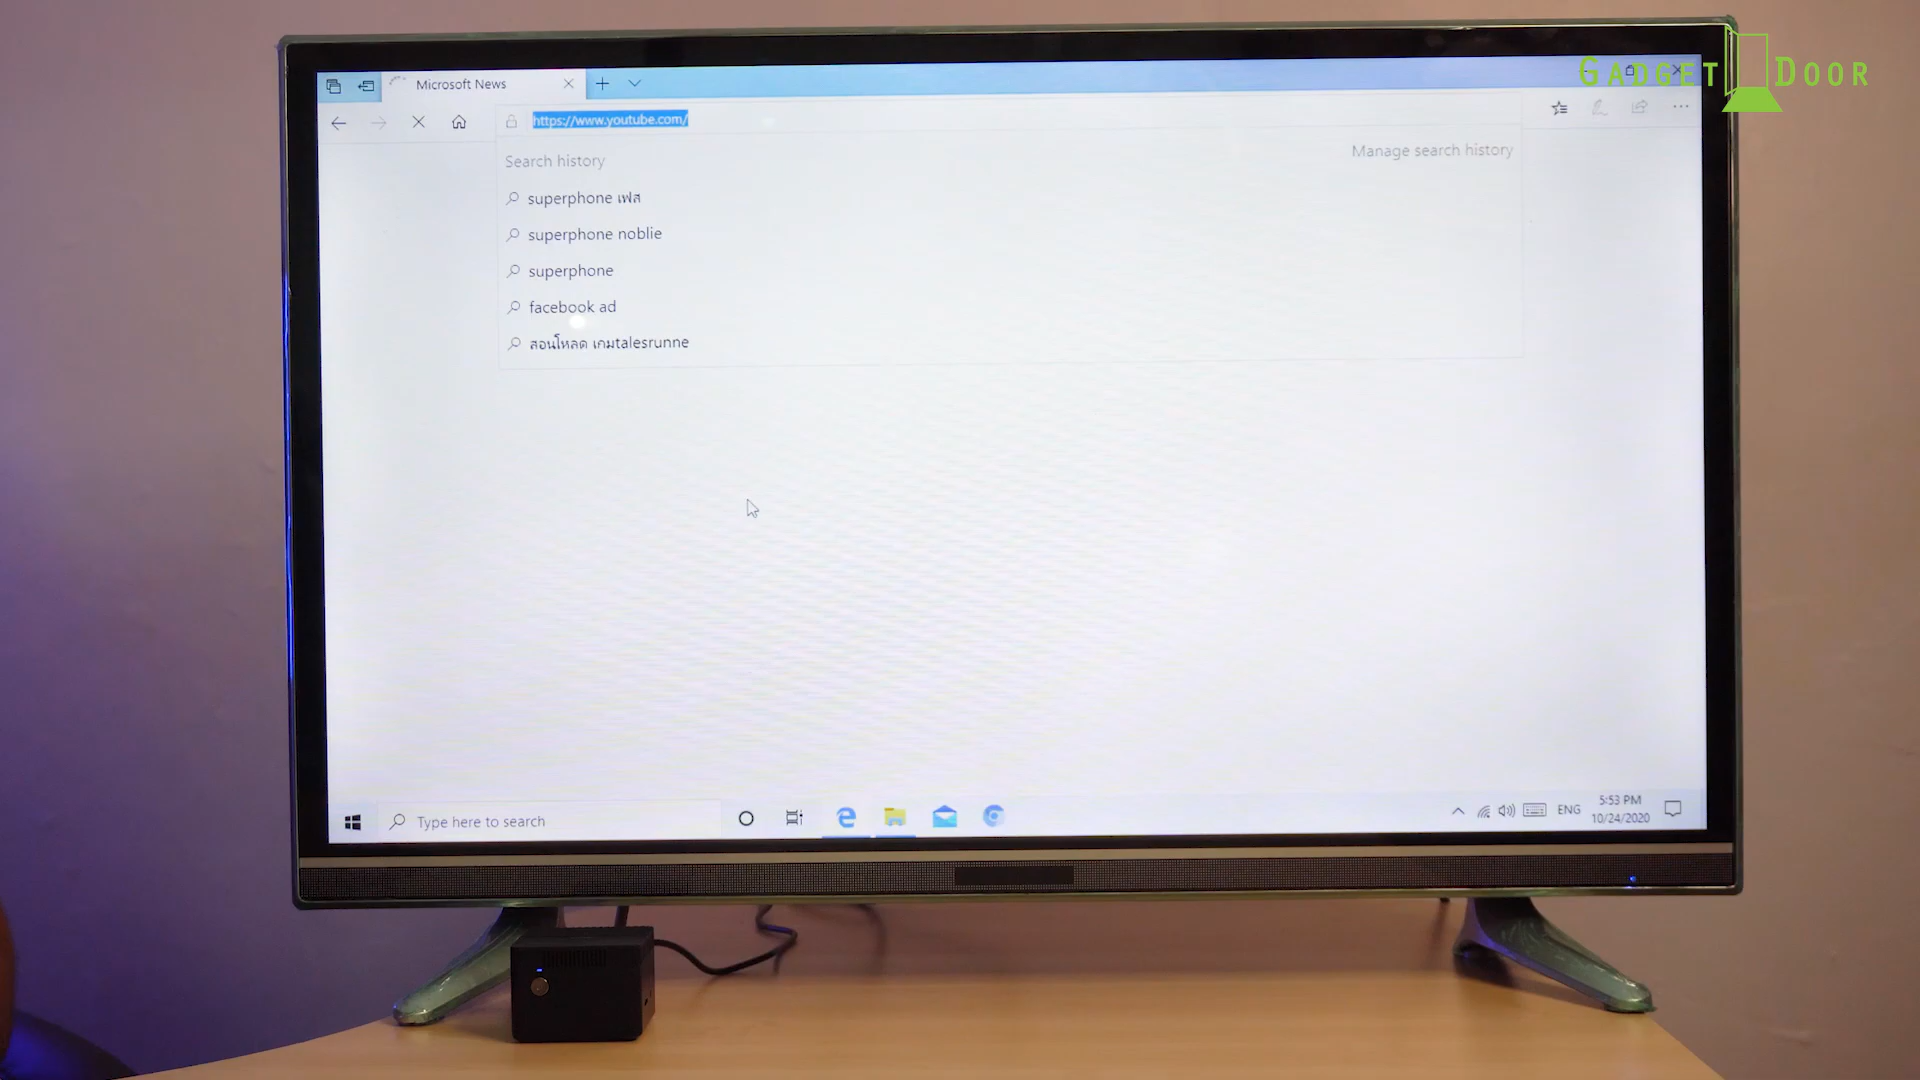 Microsoft News
GADGET DOOR
https://www.youtube.com/
Search history
Manage search history
superphone เฟส
superphone noblie
superphone
facebook ad
สอนโหลด เกมtalesrunne
Type here to search
ENG
5:53 PM
10/24/2020